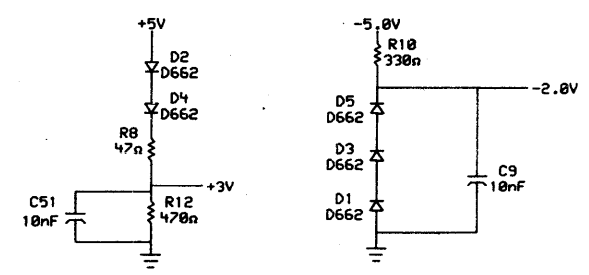 +5V
D2
D662
D4
D662
R8
47Ω
+3V
C51
10nF
R12
470Ω
-5.0V
R10
330Ω
-2.0V
D5
D662
D3
D662
D1
D662
C9
10nF